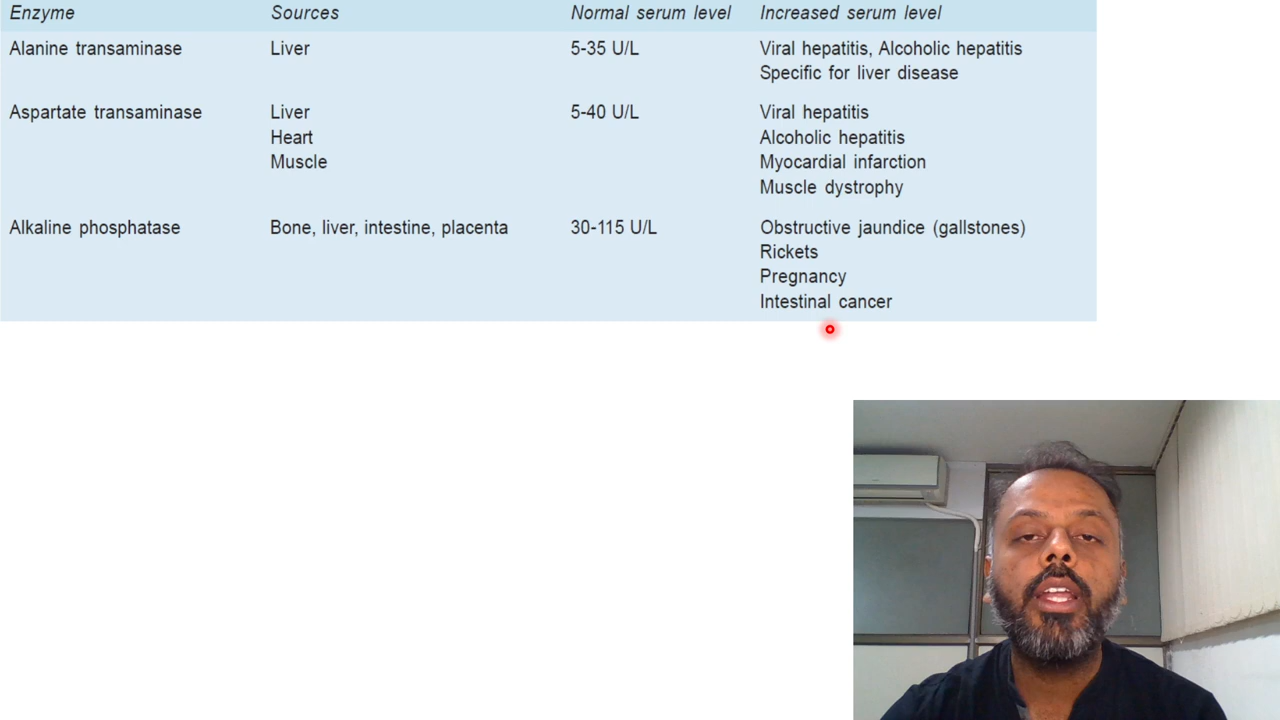 Enzyme Sources Normal serum level Increased serum level
Alanine transaminase Liver 5-35 U/L Viral hepatitis, Alcoholic hepatitis
Specific for liver disease
Aspartate transaminase Liver 5-40 U/L Viral hepatitis
Heart Alcoholic hepatitis
Muscle Myocardial infarction
Muscle dystrophy
Alkaline phosphatase Bone, liver, intestine, placenta 30-115 U/L Obstructive jaundice (gallstones)
Rickets
Pregnancy
Intestinal cancer